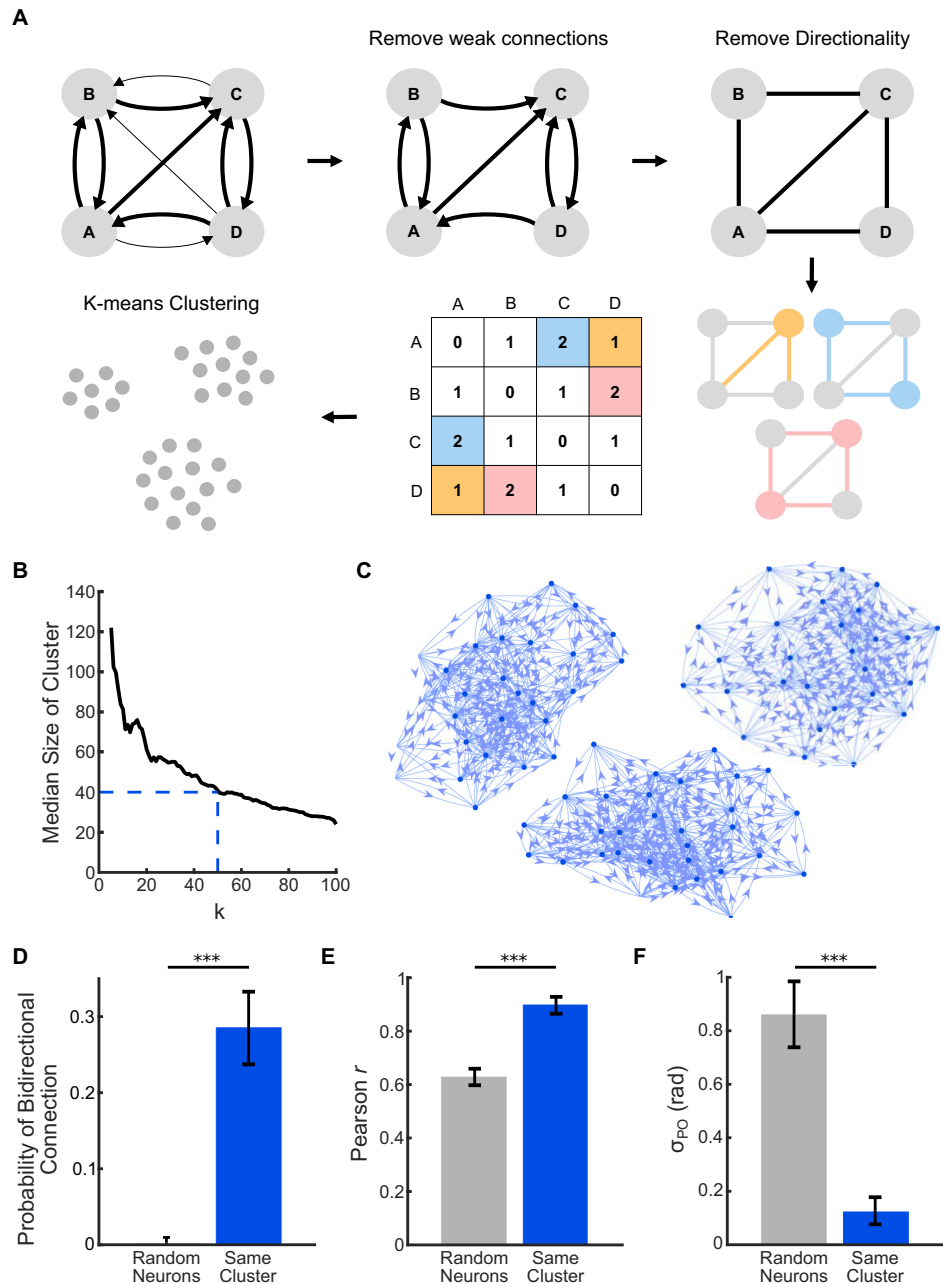 A
Remove weak connections
Remove Directionality
B C
A D
B C
A D
B C
A D
K-means Clustering
A B C D
A 0 1 2 1
B 1 0 1 2
C 2 1 0 1
D 1 2 1 0
B
Median Size of Cluster
140
120
100
80
60
40
20
0
0 20 40 60 80 100
k
C
D
***
Probability of Bidirectional
Connection
0.3
0.2
0.1
0
Random
Neurons
Same
Cluster
E
***
Pearson r
1
0.8
0.6
0.4
0.2
0
Random
Neurons
Same
Cluster
F
***
σPO (rad)
1
0.8
0.6
0.4
0.2
0
Random
Neurons
Same
Cluster